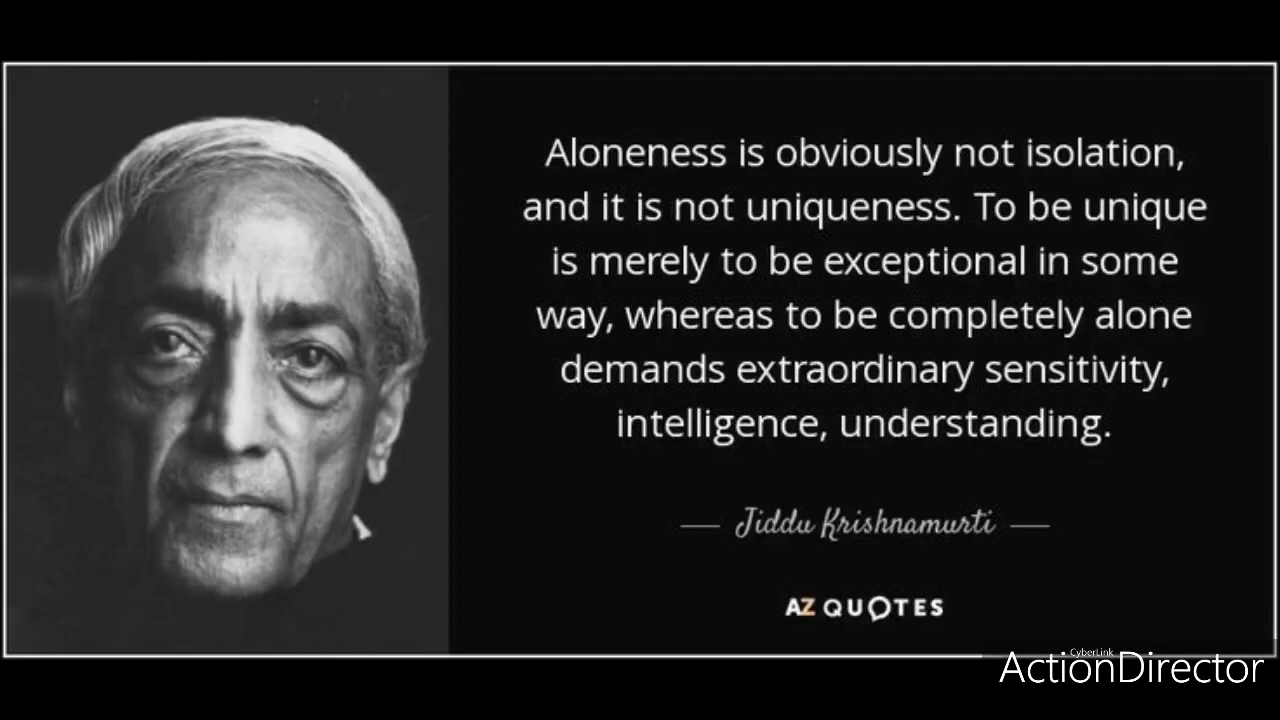 Aloneness is obviously not isolation,
and it is not uniqueness. To be unique
is merely to be exceptional in some
way, whereas to be completely alone
demands extraordinary sensitivity,
intelligence, understanding.
Jiddu Krishnamurti
AZ QUOTES
CyberLink
ActionDirector